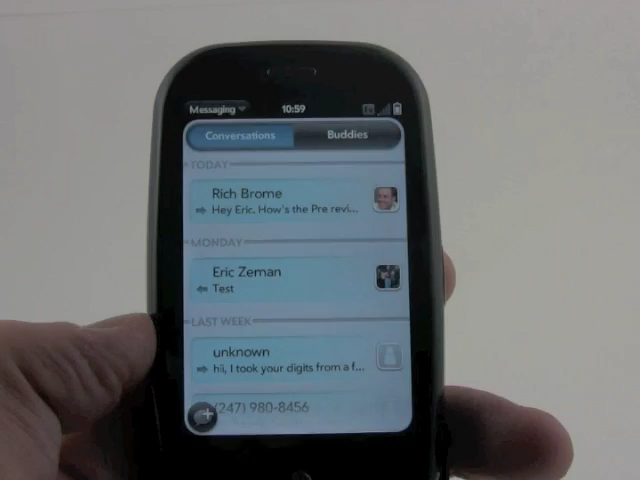 Messaging 10:59
Conversations Buddies
TODAY
Rich Brome
Hey Eric. How's the Pre revi...
MONDAY
Eric Zeman
Test
LAST WEEK
unknown
hii, I took your digits from a f...
(247) 980-8456